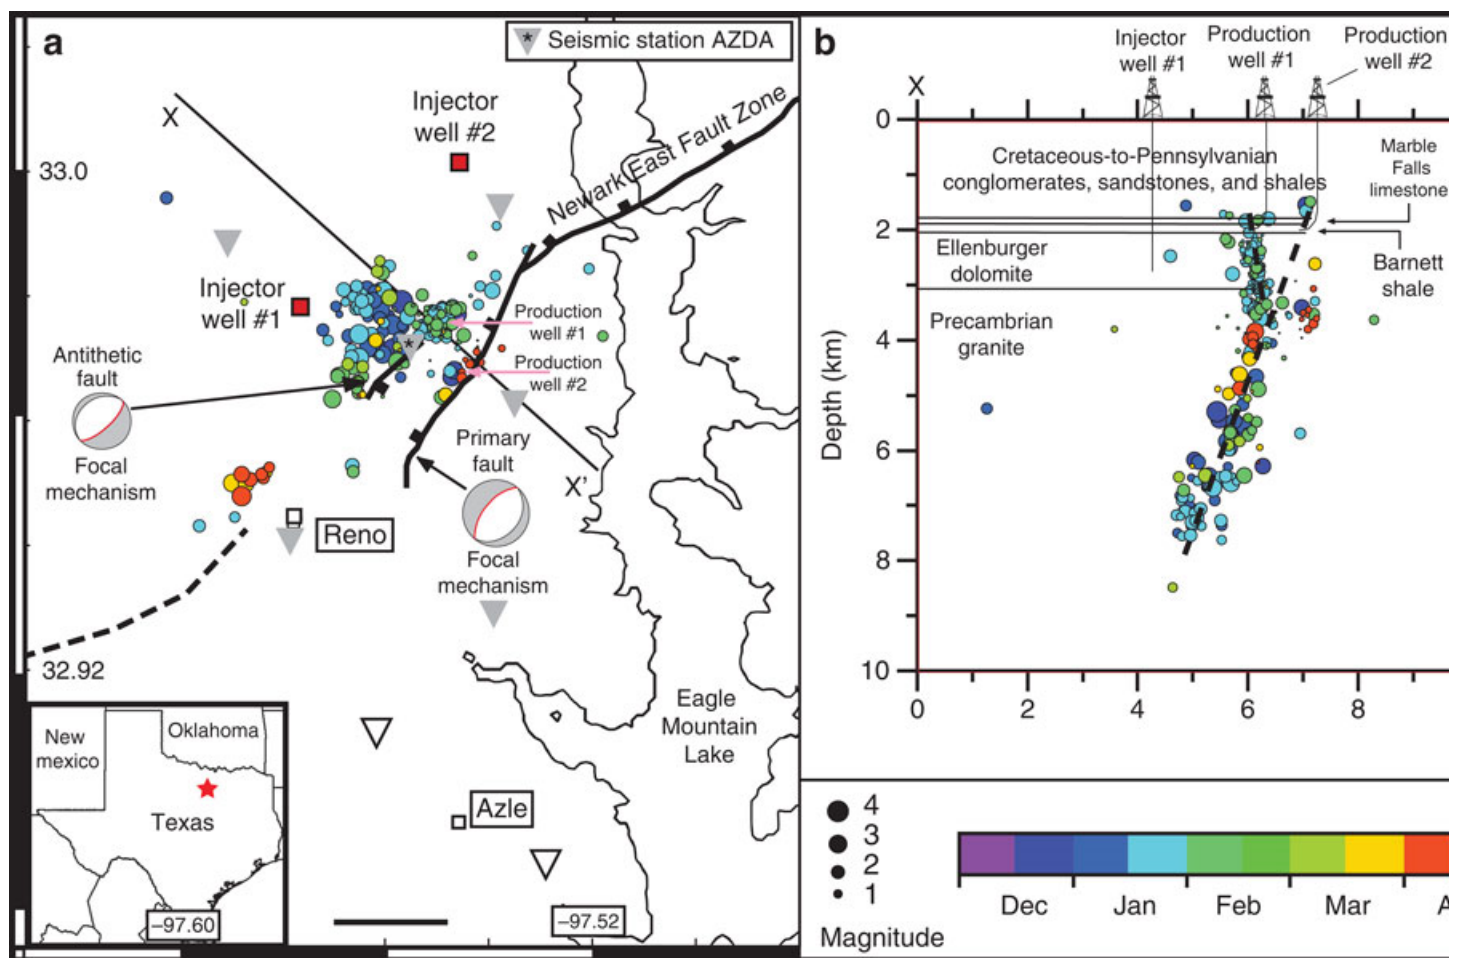 a
* Seismic station AZDA
X
Injector
well #2
Newark East Fault Zone
33.0
Injector
well #1
Production
well #1
Antithetic
fault
*
Production
well #2
Focal
mechanism
Primary
fault
X'
Reno
Focal
mechanism
32.92
Eagle
Mountain
Lake
New
mexico
Oklahoma
Texas
Azle
–97.60
–97.52
b
Injector
well #1
Production
well #1
Production
well #2
X
0
Cretaceous-to-Pennsylvanian
conglomerates, sandstones, and shales
Marble
Falls
limestone
2
Ellenburger
dolomite
Barnett
shale
Precambrian
granite
4
Depth (km)
6
8
10
0 2 4 6 8
4
3
2
1
Magnitude
Dec Jan Feb Mar A